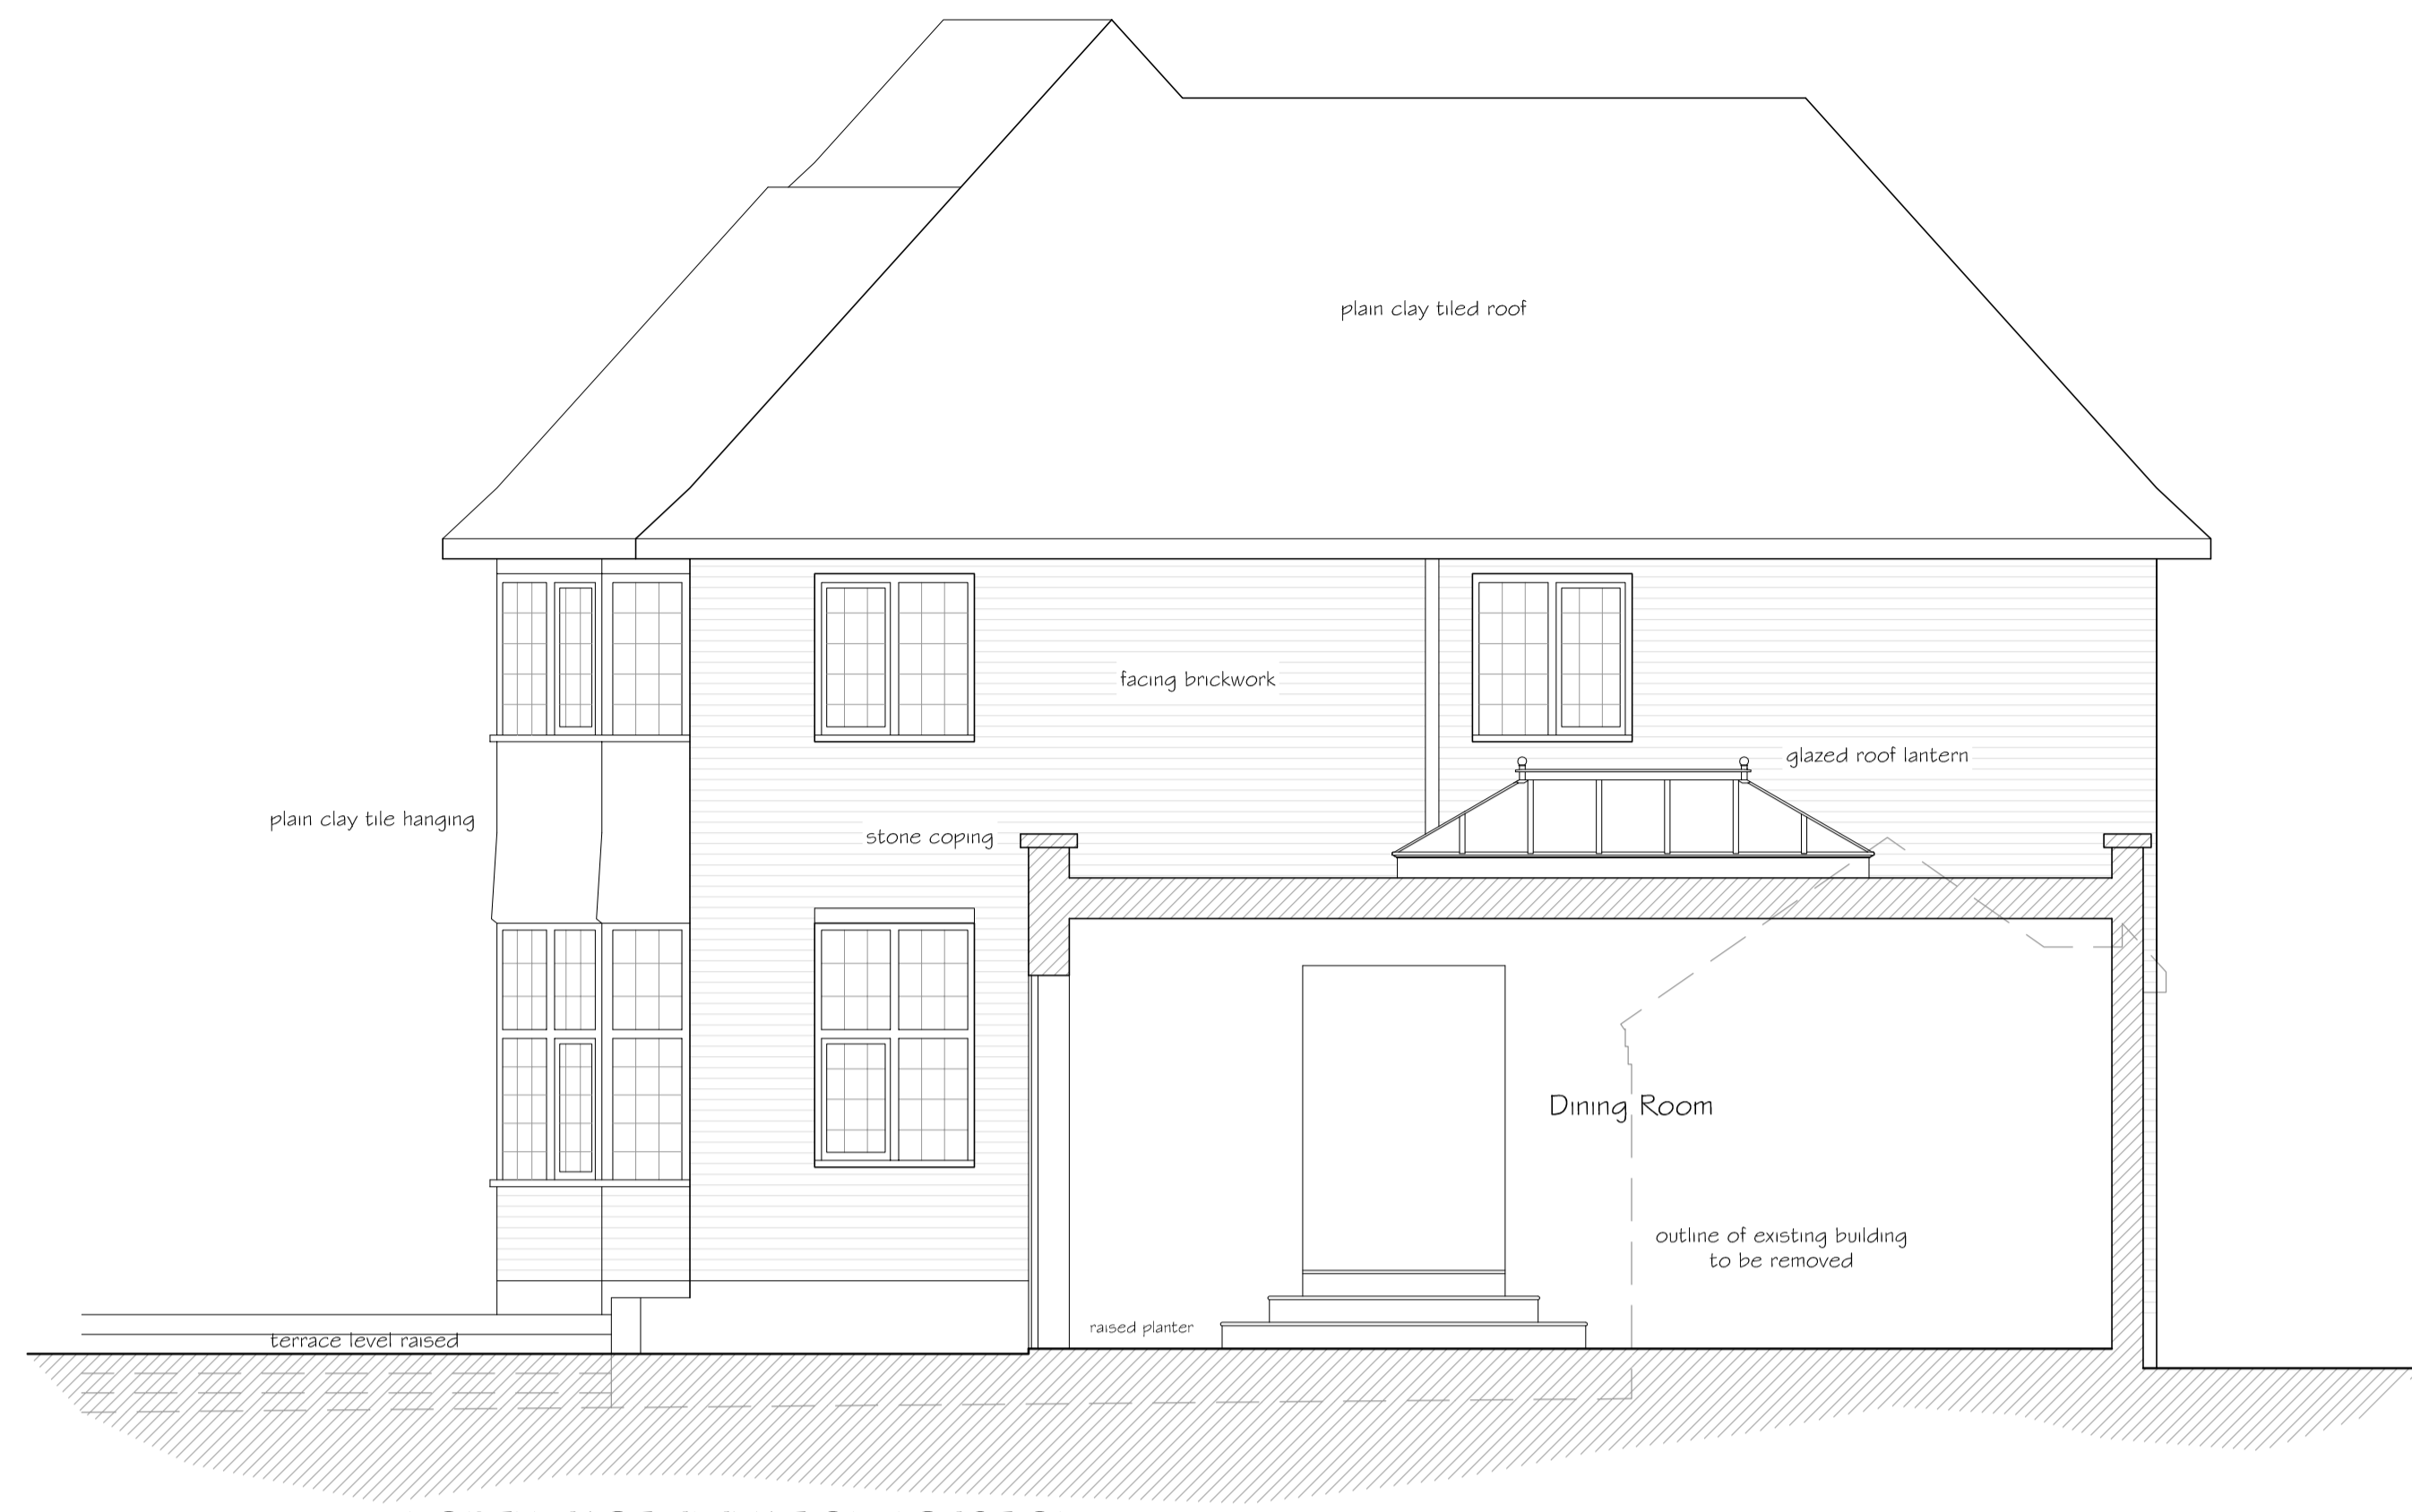 plain clay tiled roof
facing brickwork
glazed roof lantern
plain clay tile hanging
stone coping
Dining Room
outline of existing building
to be removed
raised planter
terrace level raised